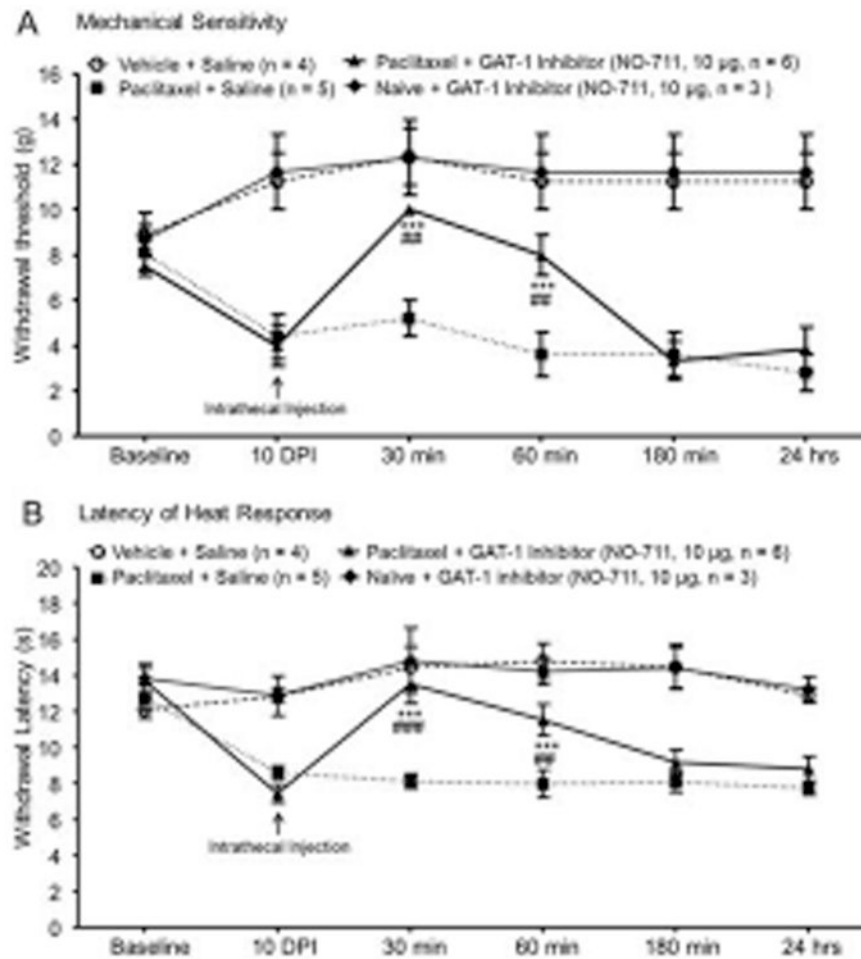 A Mechanical Sensitivity
Vehicle + Saline (n = 4) Paclitaxel + GAT-1 Inhibitor (NO-711, 10 µg, n = 6)
Paclitaxel + Saline (n = 5) Naïve + GAT-1 Inhibitor (NO-711, 10 µg, n = 3 )
Withdrawal threshold (g)
16
14
12
10
8
6
4
2
0
***
##
***
##
Intrathecal Injection
Baseline 10 DPI 30 min 60 min 180 min 24 hrs
B Latency of Heat Response
Vehicle + Saline (n = 4) Paclitaxel + GAT-1 Inhibitor (NO-711, 10 µg, n = 6)
Paclitaxel + Saline (n = 5) Naïve + GAT-1 Inhibitor (NO-711, 10 µg, n = 3)
Withdrawal Latency (s)
20
18
16
14
12
10
8
6
4
2
0
***
###
***
##
Intrathecal Injection
Baseline 10 DPI 30 min 60 min 180 min 24 hrs